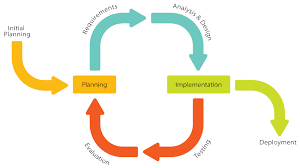 Initial
Planning
Requirements
Analysis & Design
Planning
Implementation
Evaluation
Testing
Deployment